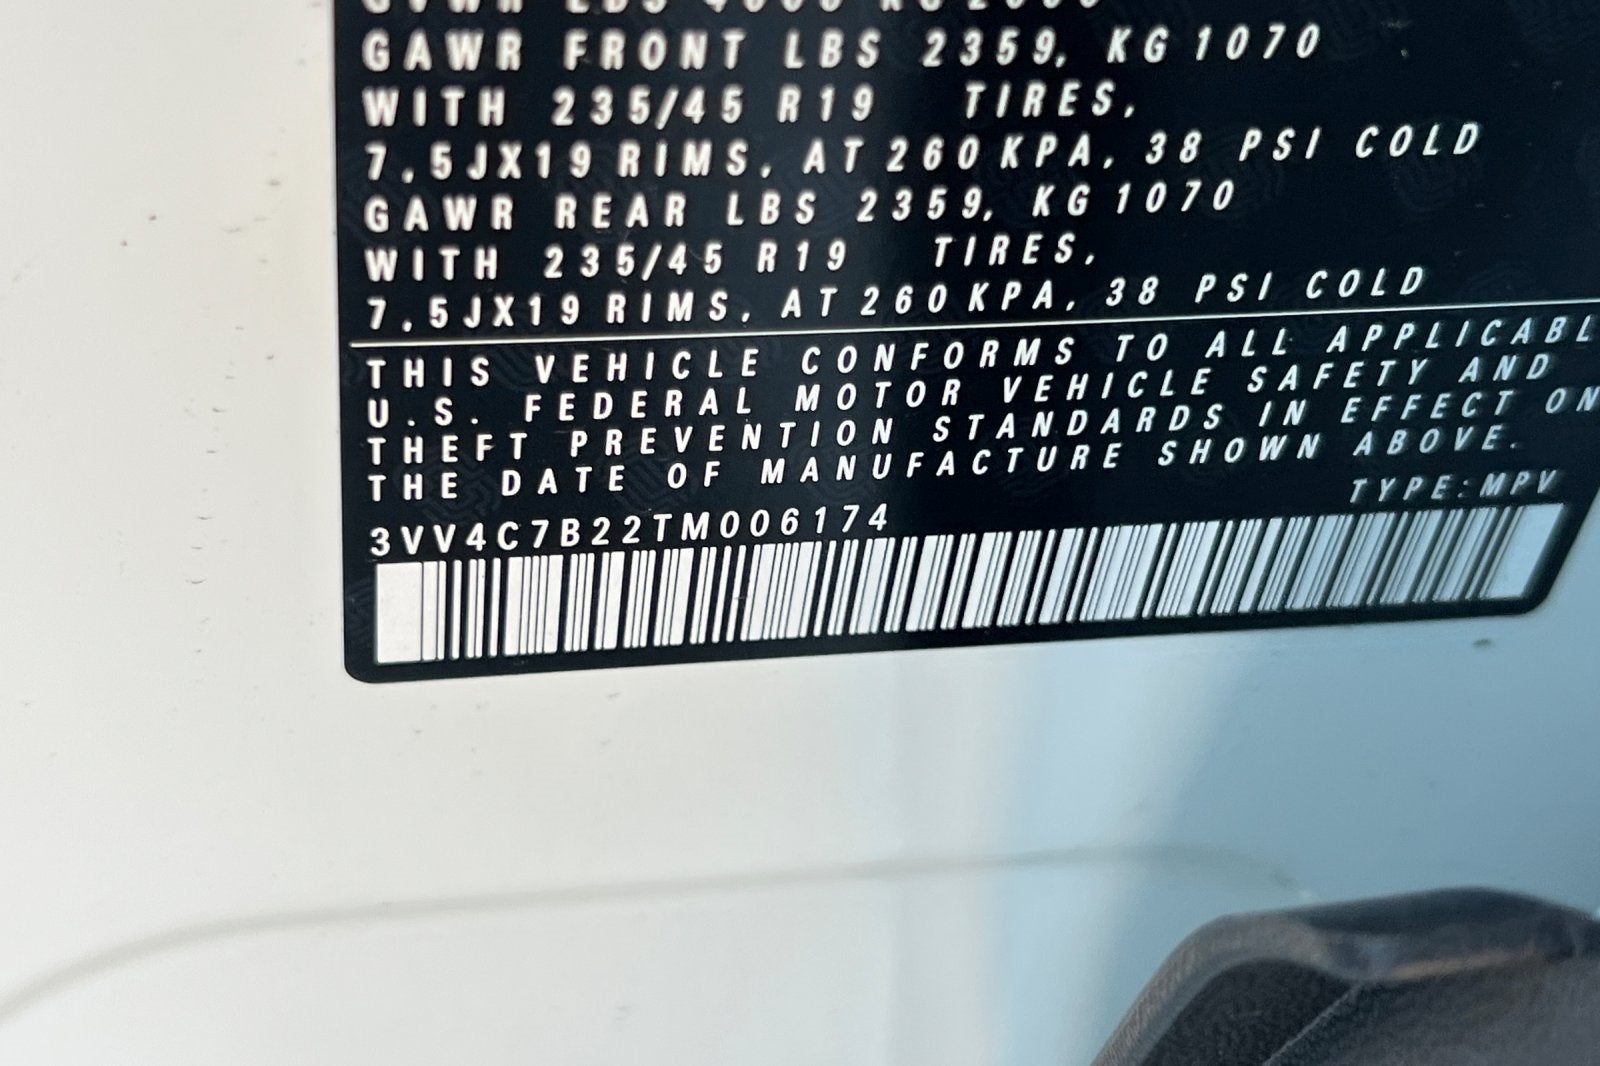 GAWR FRONT LBS 2359, KG 1070
WITH 235/45 R19 TIRES,
7.5JX19 RIMS, AT 260 KPA, 38 PSI COLD
GAWR REAR LBS 2359, KG 1070
WITH 235/45 R19 TIRES,
7.5JX19 RIMS, AT 260 KPA, 38 PSI COLD
THIS VEHICLE CONFORMS TO ALL APPLICABL
U.S. FEDERAL MOTOR VEHICLE SAFETY AND
THEFT PREVENTION STANDARDS IN EFFECT ON
THE DATE OF MANUFACTURE SHOWN ABOVE.
TYPE:MPV
3VV4C7B22TM006174